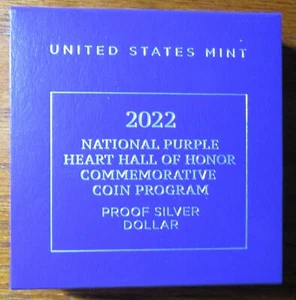 UNITED STATES MINT
2022
NATIONAL PURPLE
HEART HALL OF HONOR
COMMEMORATIVE
COIN PROGRAM
PROOF SILVER
DOLLAR